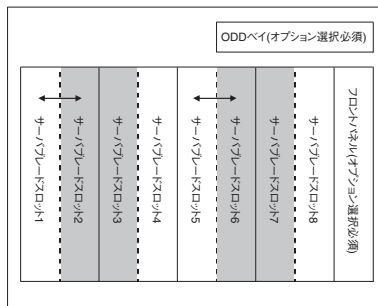 ODDベイ(オプション選択必須)
サーバブレードスロット1
サーバブレードスロット2
サーバブレードスロット3
サーバブレードスロット4
サーバブレードスロット5
サーバブレードスロット6
サーバブレードスロット7
サーバブレードスロット8
フロントパネル(オプション選択必須)